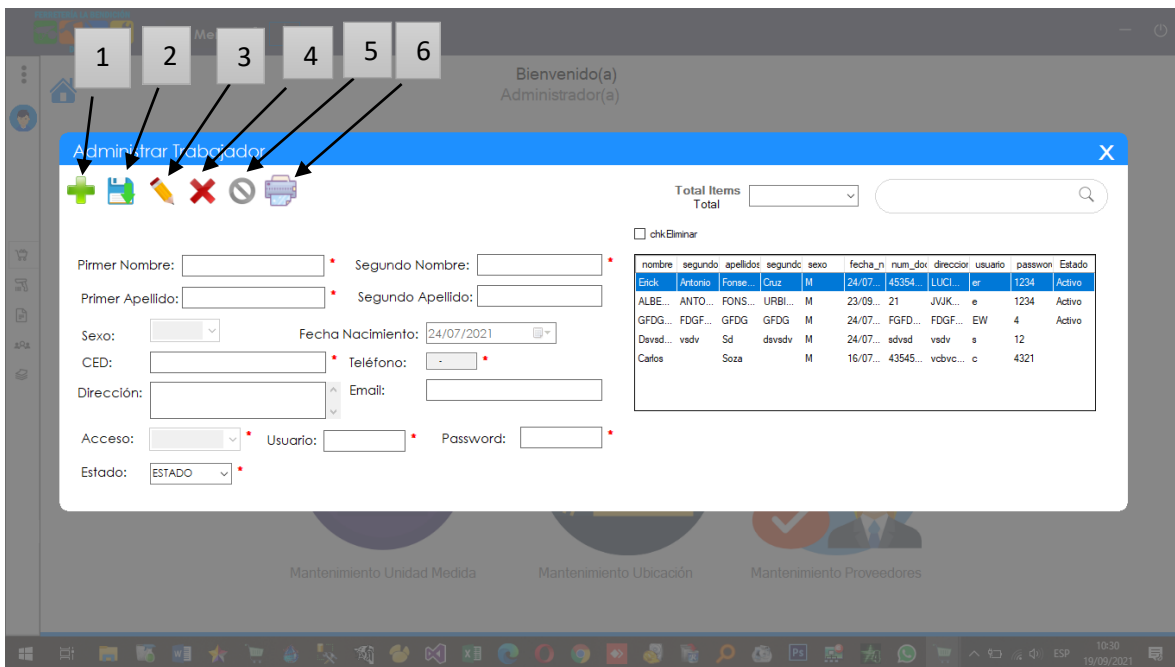 1 2 3 4 5 6
Me
Bienvenido(a)
Administrador(a)
Administrar Trabajador X
Total Items
Total
chkEliminar
Pirmer Nombre: * Segundo Nombre: *
Primer Apellido: * Segundo Apellido:
Sexo: Fecha Nacimiento: 24/07/2021
CED: * Teléfono: - *
Dirección: Email:
Acceso: * Usuario: * Password: *
Estado: ESTADO *
nombre segundo apellidos segundo sexo fecha_n num_doc direccior usuario passworc Estado
Erick Antonio Fonse... Cruz M 24/07... 45354... LUCI... er 1234 Activo
ALBE... ANTO... FONS... URBI... M 23/09... 21 JVJK... e 1234 Activo
GFDG... FDGF... GFDG GFDG M 24/07... FGFD... FDGF... EW 4 Activo
Dsvsd... vsdv Sd dsvsdv M 24/07... sdvsd vsdv s 12
Carlos Soza M 16/07... 43545... vcbvc... c 4321
Mantenimiento Unidad Medida Mantenimiento Ubicación Mantenimiento Proveedores
Ps
ESP
10:30
19/09/2021